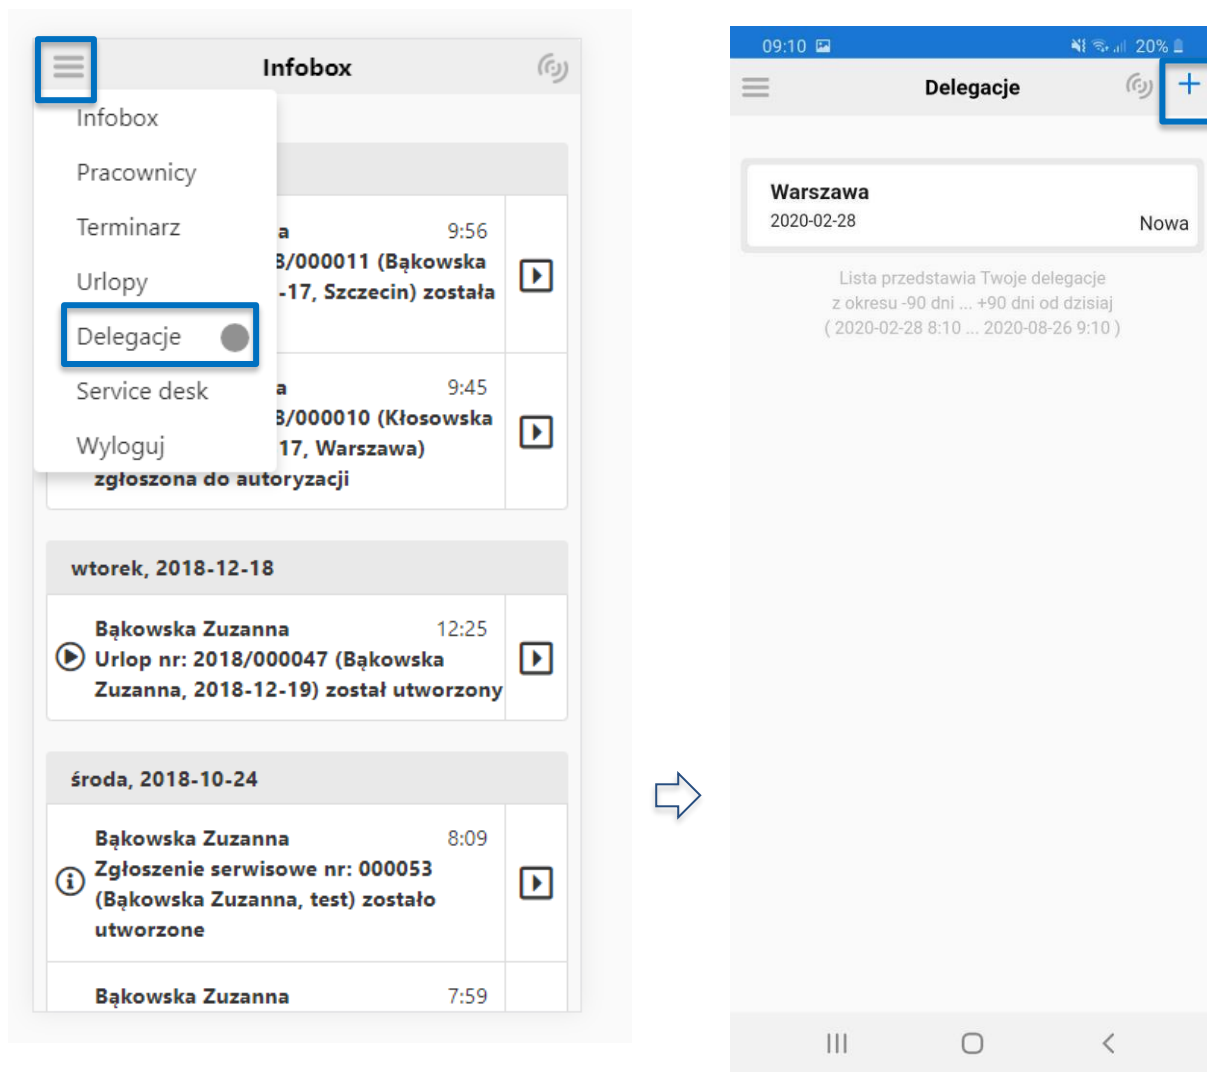 Infobox
Infobox
Pracownicy
Terminarz
Urlopy
Delegacje
Service desk
Wyloguj
a 9:56
/000011 (Bąkowska
-17, Szczecin) została
a 9:45
/000010 (Kłosowska
17, Warszawa)
zgłoszona do autoryzacji
wtorek, 2018-12-18
Bąkowska Zuzanna 12:25
Urlop nr: 2018/000047 (Bąkowska
Zuzanna, 2018-12-19) został utworzony
środa, 2018-10-24
Bąkowska Zuzanna 8:09
Zgłoszenie serwisowe nr: 000053
(Bąkowska Zuzanna, test) zostało
utworzone
Bąkowska Zuzanna 7:59
09:10 20%
Delegacje
Warszawa
2020-02-28
Nowa
Lista przedstawia Twoje delegacje
z okresu -90 dni ... +90 dni od dzisiaj
( 2020-02-28 8:10 ... 2020-08-26 9:10 )